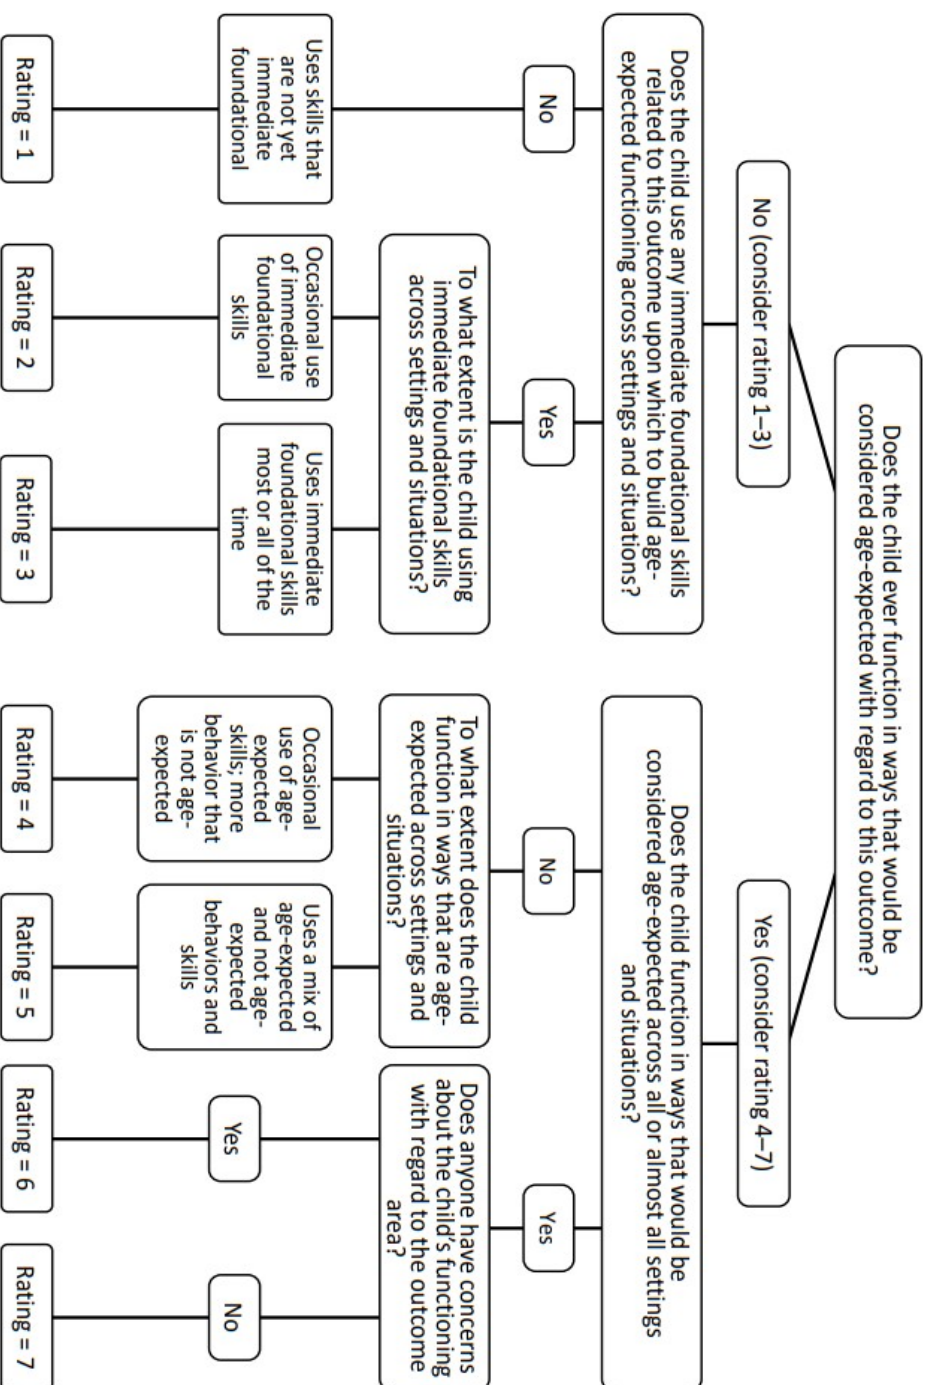 Does the child ever function in ways that would be
considered age-expected with regard to this outcome?
No (consider rating 1–3)
Yes (consider rating 4–7)
Does the child use any immediate foundational skills
related to this outcome upon which to build age-
expected functioning across settings and situations?
Does the child function in ways that would be
considered age-expected across all or almost all settings
and situations?
No
Yes
No
Yes
To what extent is the child using
immediate foundational skills
across settings and situations?
To what extent does the child
function in ways that are age-
expected across settings and
situations?
Does anyone have concerns
about the child's functioning
with regard to the outcome
area?
Uses skills that
are not yet
immediate
foundational
Occasional use
of immediate
foundational
skills
Uses immediate
foundational skills
most or all of the
time
Occasional
use of age-
expected
skills; more
behavior that
is not age-
expected
Uses a mix of
age-expected
and not age-
expected
behaviors and
skills
Yes
No
Rating = 1
Rating = 2
Rating = 3
Rating = 4
Rating = 5
Rating = 6
Rating = 7